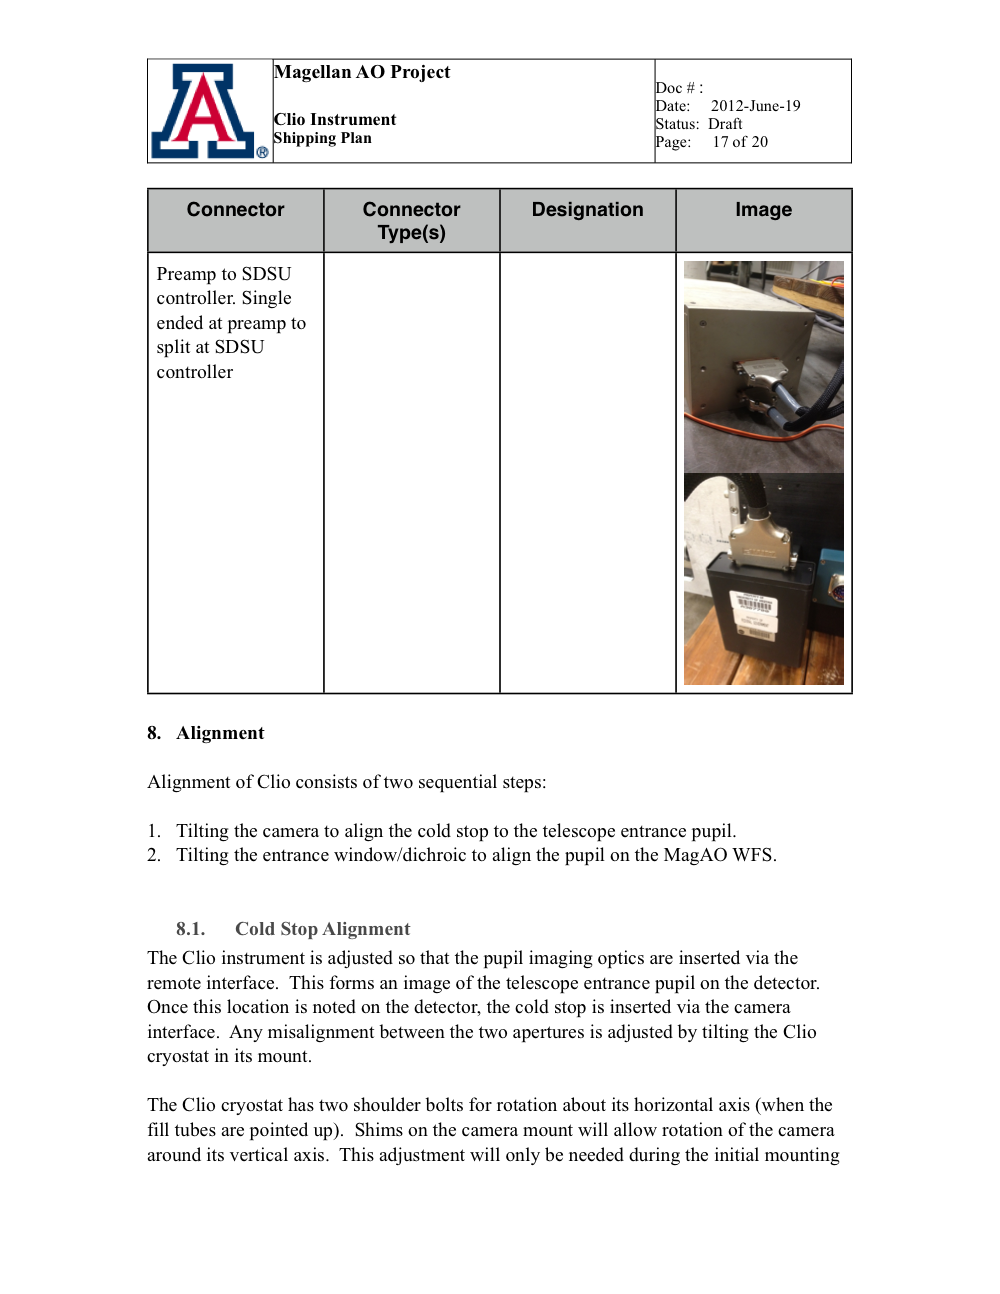 Magellan AO Project
Clio Instrument
Shipping Plan
Doc # :
Date: 2012-June-19
Status: Draft
Page: 17 of 20
A
®
Connector
Connector
Type(s)
Designation
Image
Preamp to SDSU
controller. Single
ended at preamp to
split at SDSU
controller
8. Alignment
Alignment of Clio consists of two sequential steps:
1. Tilting the camera to align the cold stop to the telescope entrance pupil.
2. Tilting the entrance window/dichroic to align the pupil on the MagAO WFS.
8.1. Cold Stop Alignment
The Clio instrument is adjusted so that the pupil imaging optics are inserted via the
remote interface. This forms an image of the telescope entrance pupil on the detector.
Once this location is noted on the detector, the cold stop is inserted via the camera
interface. Any misalignment between the two apertures is adjusted by tilting the Clio
cryostat in its mount.
The Clio cryostat has two shoulder bolts for rotation about its horizontal axis (when the
fill tubes are pointed up). Shims on the camera mount will allow rotation of the camera
around its vertical axis. This adjustment will only be needed during the initial mounting